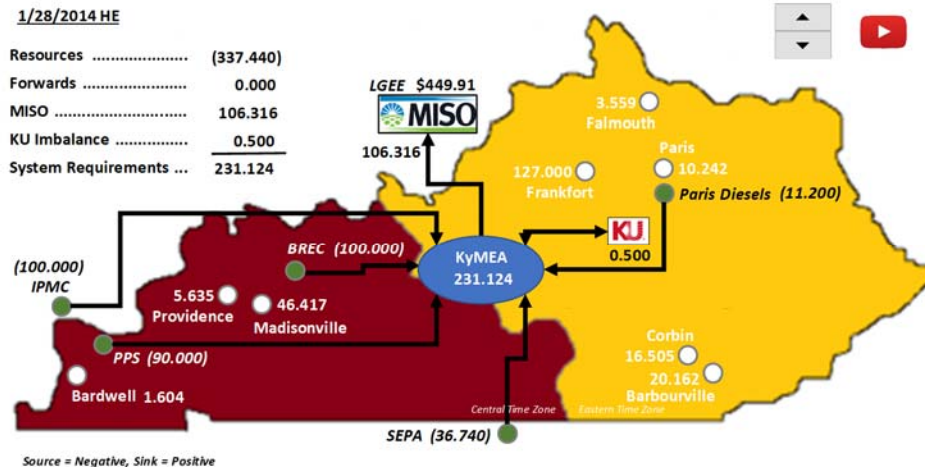 1/28/2014 HE
Resources ...................... (337.440)
Forwards ........................ 0.000
MISO ............................. 106.316
KU Imbalance ............... 0.500
System Requirements ... 231.124
LGEE $449.91
MISO
106.316
3.559
Falmouth
Paris
10.242
127.000
Frankfort
Paris Diesels (11.200)
KU
0.500
BREC (100.000)
KyMEA
231.124
(100.000)
IPMC
5.635
Providence
46.417
Madisonville
PPS (90.000)
Bardwell 1.604
Corbin
16.505
20.162
Barbourville
Central Time Zone Eastern Time Zone
SEPA (36.740)
Source = Negative, Sink = Positive